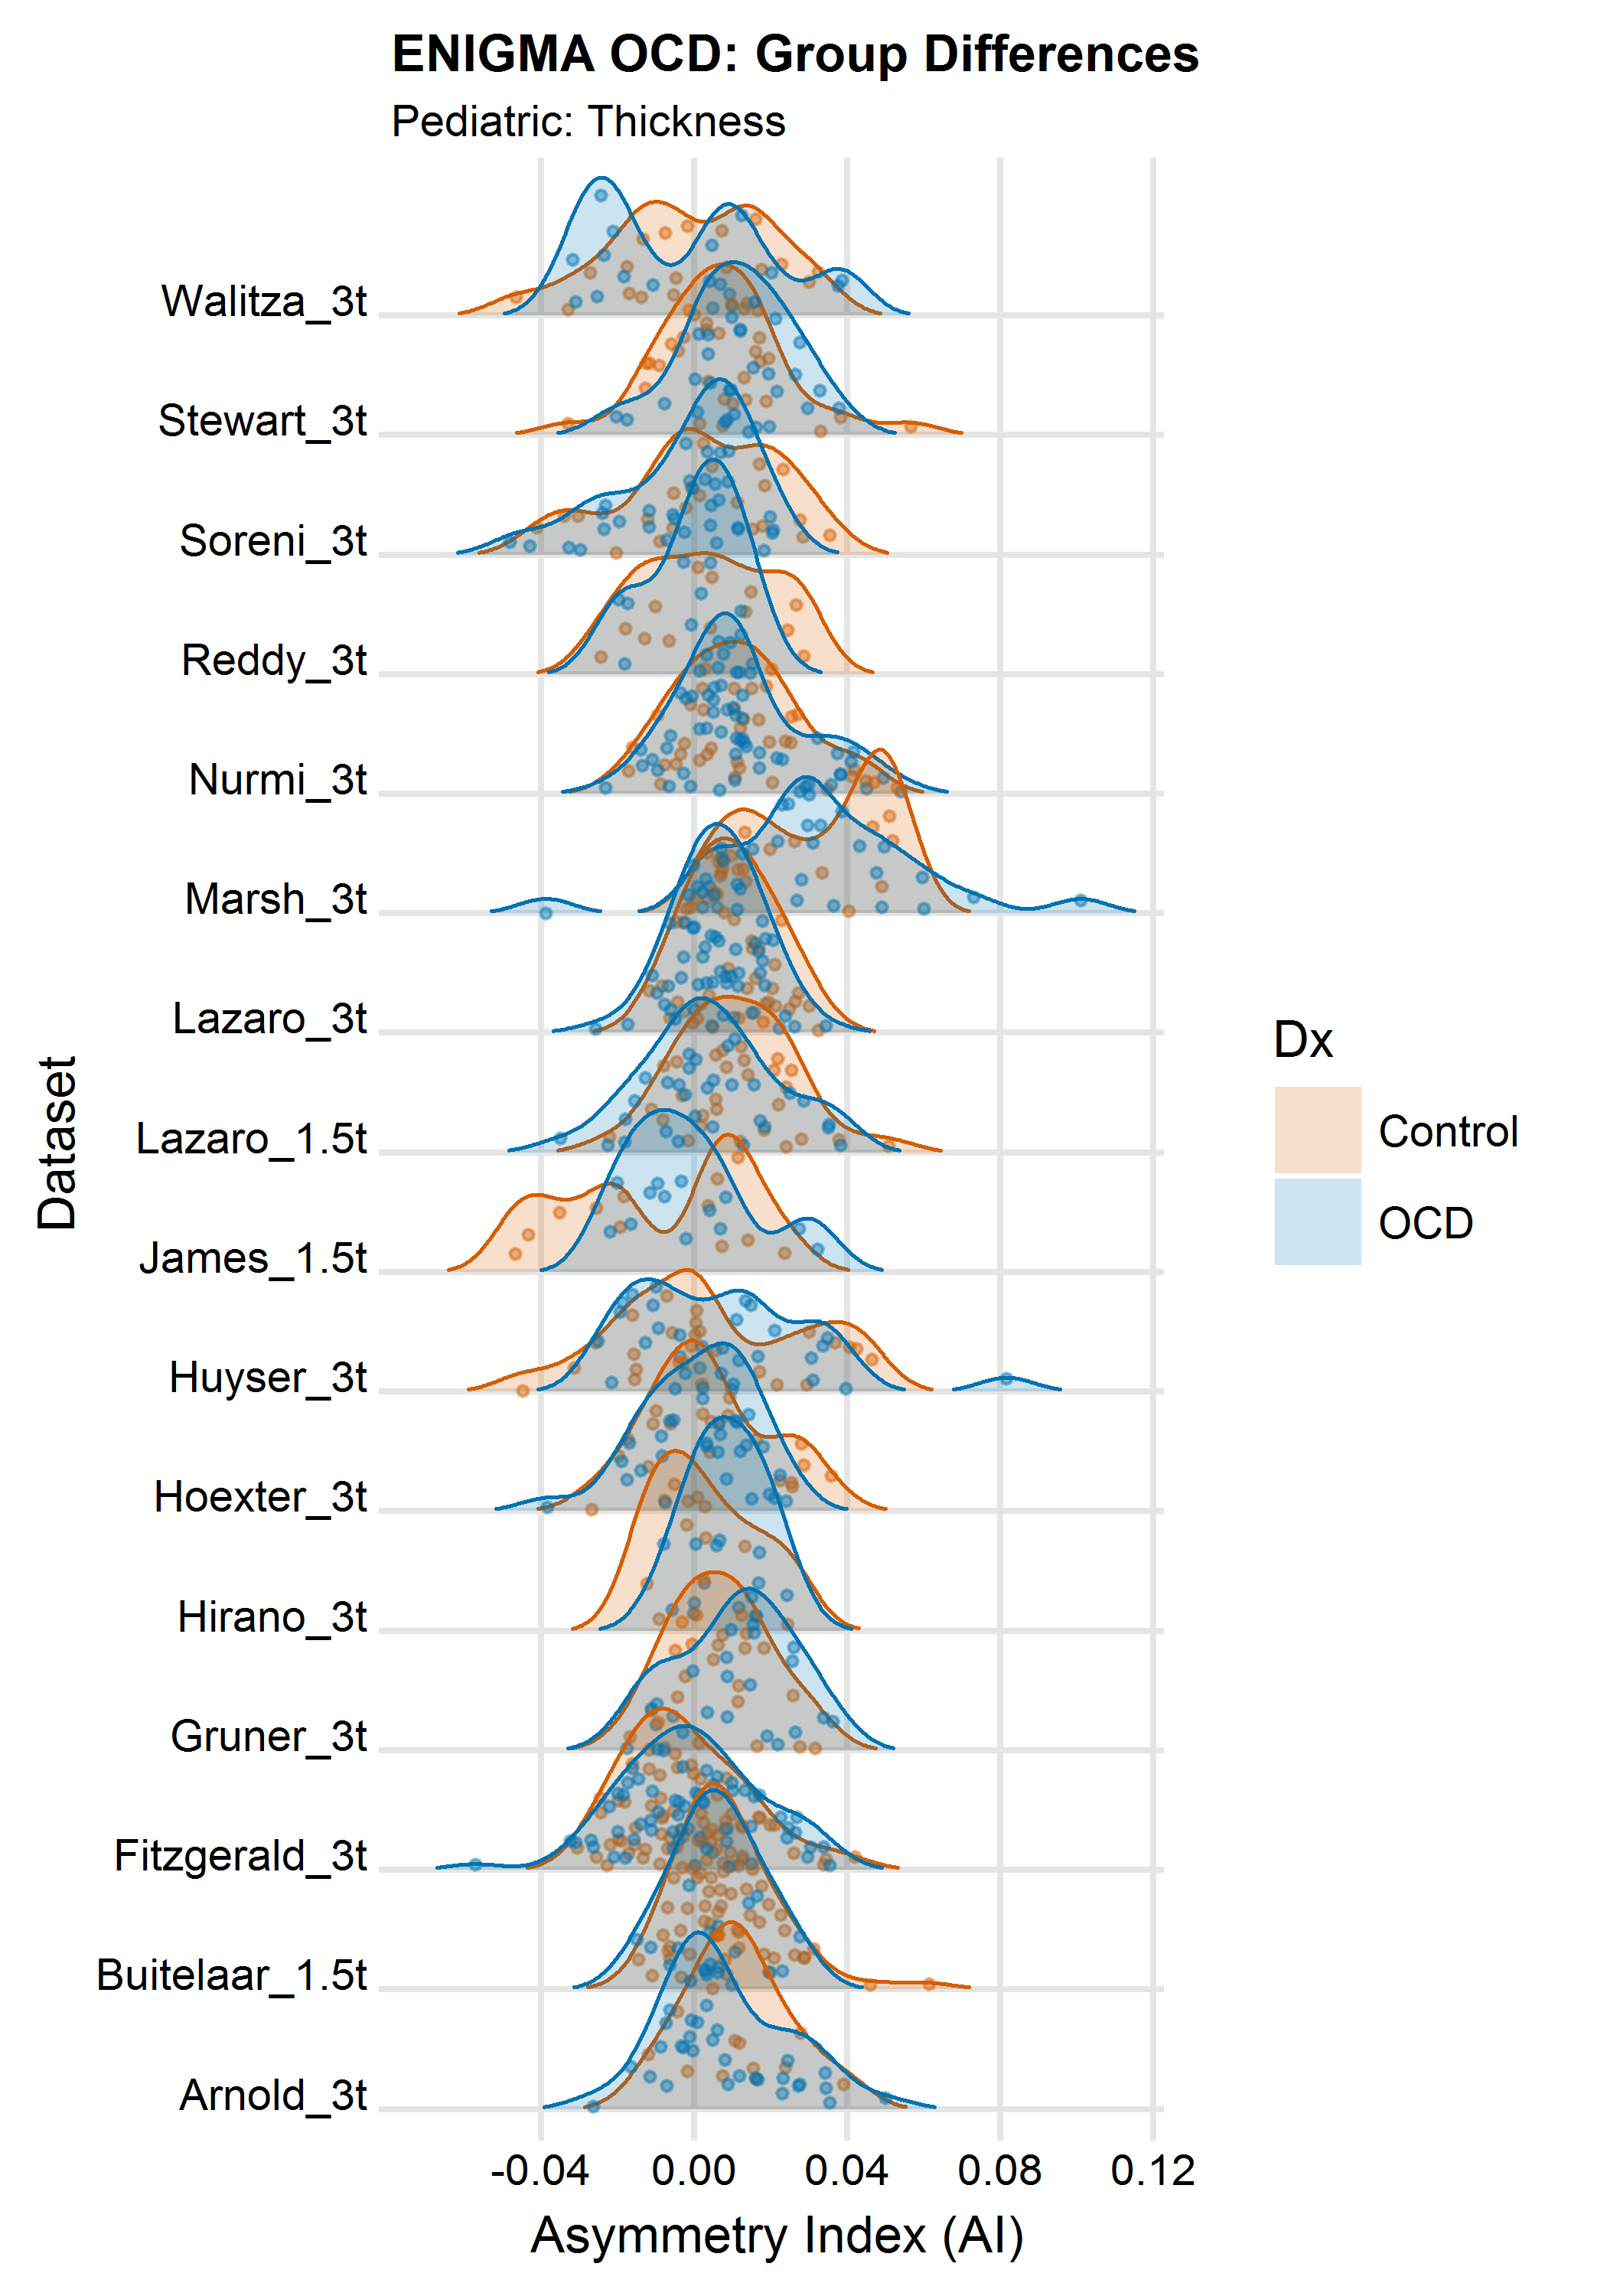 ENIGMA OCD: Group Differences
Pediatric: Thickness
Walitza_3t
Stewart_3t
Soreni_3t
Reddy_3t
Nurmi_3t
Marsh_3t
Lazaro_3t
Lazaro_1.5t
James_1.5t
Huyser_3t
Hoexter_3t
Hirano_3t
Gruner_3t
Fitzgerald_3t
Buitelaar_1.5t
Arnold_3t
Dataset
-0.04 0.00 0.04 0.08 0.12
Asymmetry Index (AI)
Dx
Control
OCD